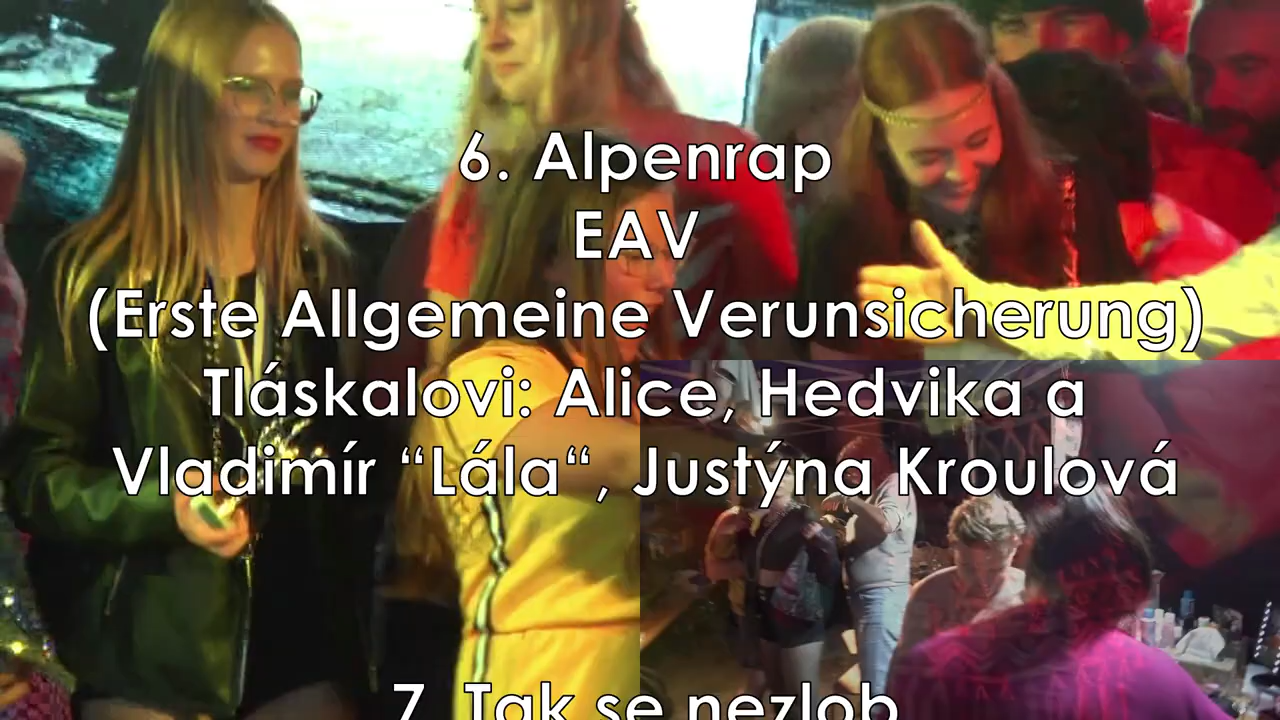 6. Alpenrap
EAV
(Erste Allgemeine Verunsicherung)
Tláskalovi: Alice, Hedvika a
Vladimír “Lála“, Justýna Kroulová
7. Tak se nezlob